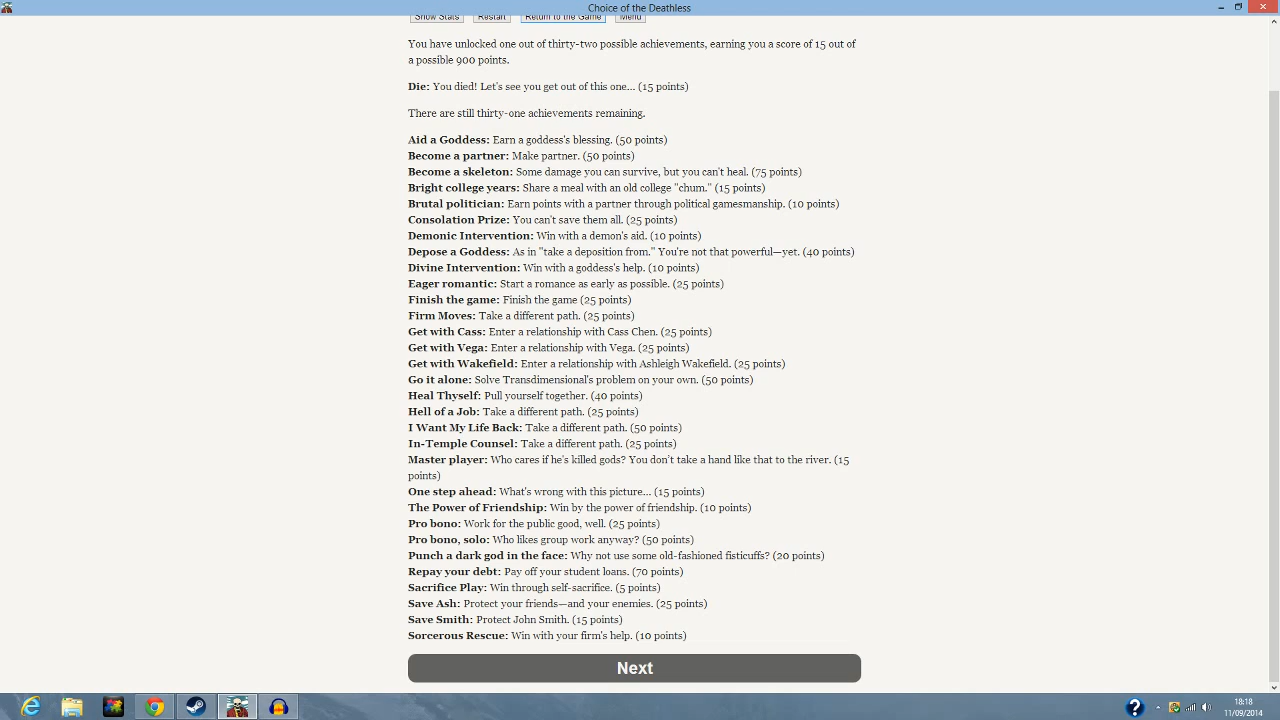 Choice of the Deathless
Show Stats Restart Return to the Game Menu
You have unlocked one out of thirty-two possible achievements, earning you a score of 15 out of
a possible 900 points.
Die: You died! Let's see you get out of this one... (15 points)
There are still thirty-one achievements remaining.
Aid a Goddess: Earn a goddess's blessing. (50 points)
Become a partner: Make partner. (50 points)
Become a skeleton: Some damage you can survive, but you can't heal. (75 points)
Bright college years: Share a meal with an old college "chum." (15 points)
Brutal politician: Earn points with a partner through political gamesmanship. (10 points)
Consolation Prize: You can't save them all. (25 points)
Demonic Intervention: Win with a demon's aid. (10 points)
Depose a Goddess: As in "take a deposition from." You're not that powerful—yet. (40 points)
Divine Intervention: Win with a goddess's help. (10 points)
Eager romantic: Start a romance as early as possible. (25 points)
Finish the game: Finish the game (25 points)
Firm Moves: Take a different path. (25 points)
Get with Cass: Enter a relationship with Cass Chen. (25 points)
Get with Vega: Enter a relationship with Vega. (25 points)
Get with Wakefield: Enter a relationship with Ashleigh Wakefield. (25 points)
Go it alone: Solve Transdimensional's problem on your own. (50 points)
Heal Thyself: Pull yourself together. (40 points)
Hell of a Job: Take a different path. (25 points)
I Want My Life Back: Take a different path. (50 points)
In-Temple Counsel: Take a different path. (25 points)
Master player: Who cares if he's killed gods? You don't take a hand like that to the river. (15
points)
One step ahead: What's wrong with this picture... (15 points)
The Power of Friendship: Win by the power of friendship. (10 points)
Pro bono: Work for the public good, well. (25 points)
Pro bono, solo: Who likes group work anyway? (50 points)
Punch a dark god in the face: Why not use some old-fashioned fisticuffs? (20 points)
Repay your debt: Pay off your student loans. (70 points)
Sacrifice Play: Win through self-sacrifice. (5 points)
Save Ash: Protect your friends—and your enemies. (25 points)
Save Smith: Protect John Smith. (15 points)
Sorcerous Rescue: Win with your firm's help. (10 points)
Next
18:18
11/09/2014